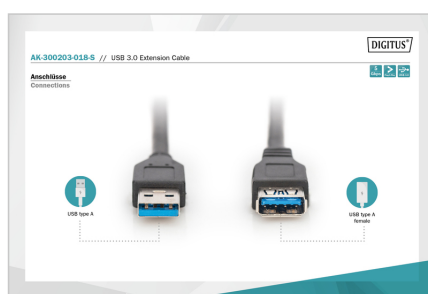 DIGITUS®
AK-300203-018-S // USB 3.0 Extension Cable
Anschlüsse
Connections
USB type A
USB type A
female